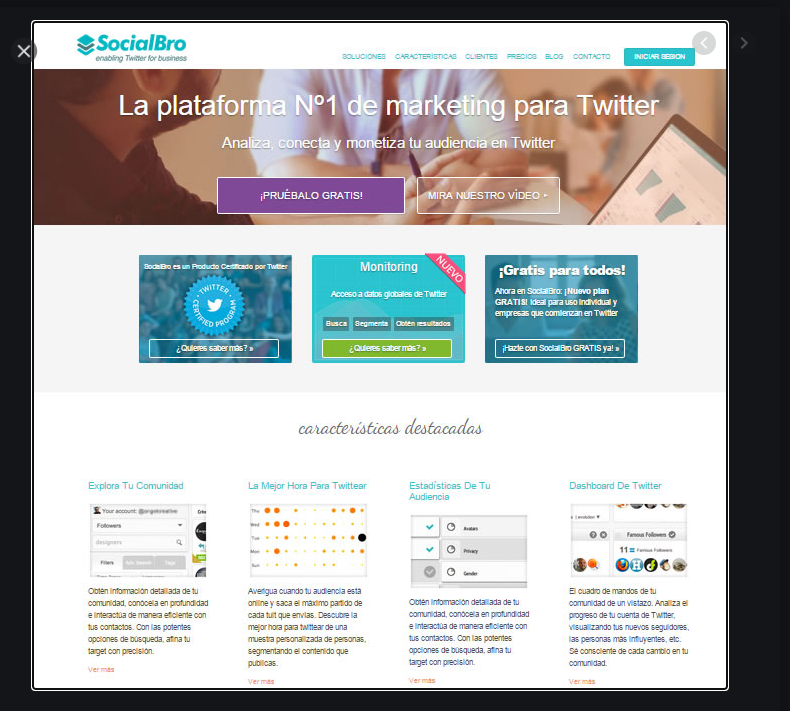 SocialBro
enabling Twitter for business
SOLUCIONES CARACTERÍSTICAS CLIENTES PRECIOS BLOG CONTACTO INICIAR SESION
La plataforma Nº1 de marketing para Twitter
Analiza, conecta y monetiza tu audiencia en Twitter
¡PRUÉBALO GRATIS!
MIRA NUESTRO VÍDEO
SocialBro es un Producto Certificado por Twitter
TWITTER
CERTIFIED PROGRAM
¿Quieres saber más? »
Monitoring
NUEVO
Acceso a datos globales de Twitter
Busca Segmenta Obtén resultados
¿Quieres saber más? »
¡Gratis para todos!
Ahora en SocialBro: ¡Nuevo plan
GRATIS! Ideal para uso individual y
empresas que comienzan en Twitter
¡Hazte con SocialBro GRATIS ya! »
características destacadas
Explora Tu Comunidad
Your account: @angelcreative
Followers
designers
Filters Adv. Search Tags
Obtén información detallada de tu
comunidad, conócela en profundidad
e interactúa de manera eficiente con
tus contactos. Con las potentes
opciones de búsqueda, afina tu
target con precisión.
Ver más
La Mejor Hora Para Twittear
Thu
Wed
Tue
Mon
Sun
Averigua cuando tu audiencia está
online y saca el máximo partido de
cada tuit que envías. Descubre la
mejor hora para twittear de una
muestra personalizada de personas,
segmentando el contenido que
publicas.
Ver más
Estadísticas De Tu
Audiencia
Avatars
Privacy
Gender
Obtén información detallada de tu
comunidad, conócela en profundidad
e interactúa de manera eficiente con
tus contactos. Con las potentes
opciones de búsqueda, afina tu
target con precisión.
Ver más
Dashboard De Twitter
evolution
Famous Followers
11 Famous Followers
El cuadro de mandos de tu
comunidad de un vistazo. Analiza el
progreso de tu cuenta de Twitter,
visualizando tus nuevos seguidores,
las personas más influyentes, etc.
Sé consciente de cada cambio en tu
comunidad.
Ver más